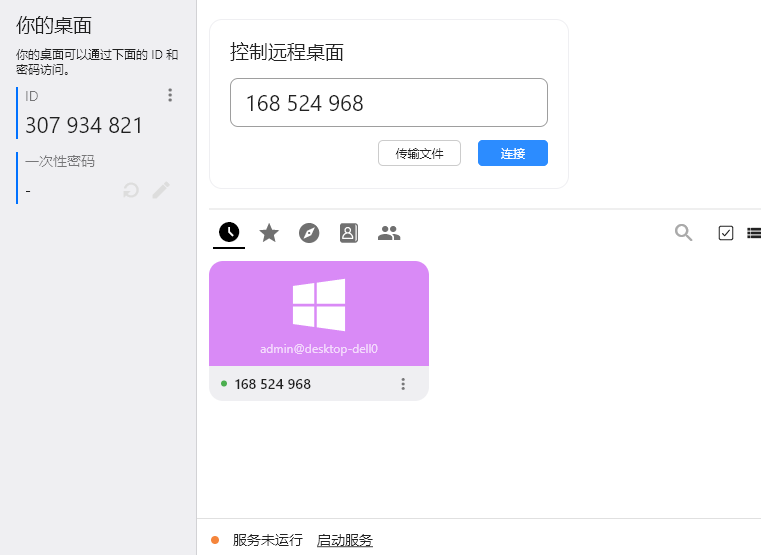 你的桌面
你的桌面可以通过下面的 ID 和
密码访问。
ID
307 934 821
一次性密码
-
控制远程桌面
168 524 968
传输文件
连接
admin@desktop-dell0
168 524 968
服务未运行 启动服务